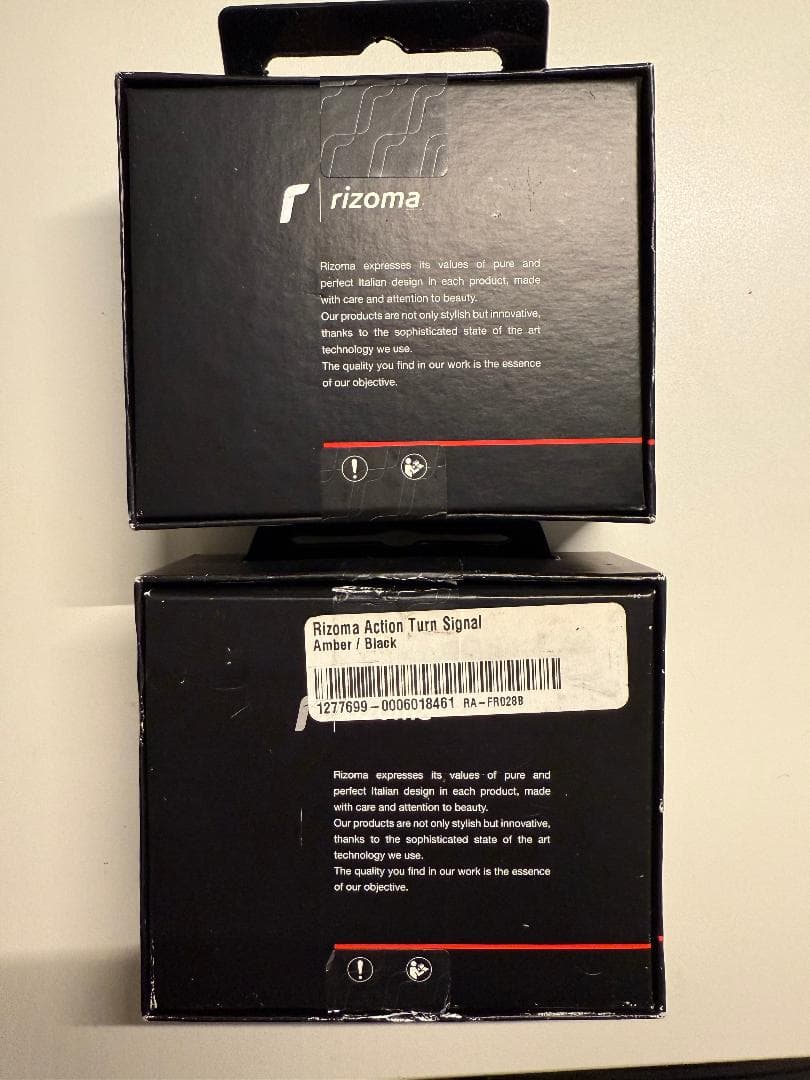 rizoma
Rizoma expresses its values of pure and
perfect Italian design in each product, made
with care and attention to beauty.
Our products are not only stylish but innovative,
thanks to the sophisticated state of the art
technology we use.
The quality you find in our work is the essence
of our objective.
Rizoma Action Turn Signal
Amber / Black
1277699-0006018461 RA-FR028B
Rizoma expresses its values of pure and
perfect Italian design in each product, made
with care and attention to beauty.
Our products are not only stylish but innovative,
thanks to the sophisticated state of the art
technology we use.
The quality you find in our work is the essence
of our objective.